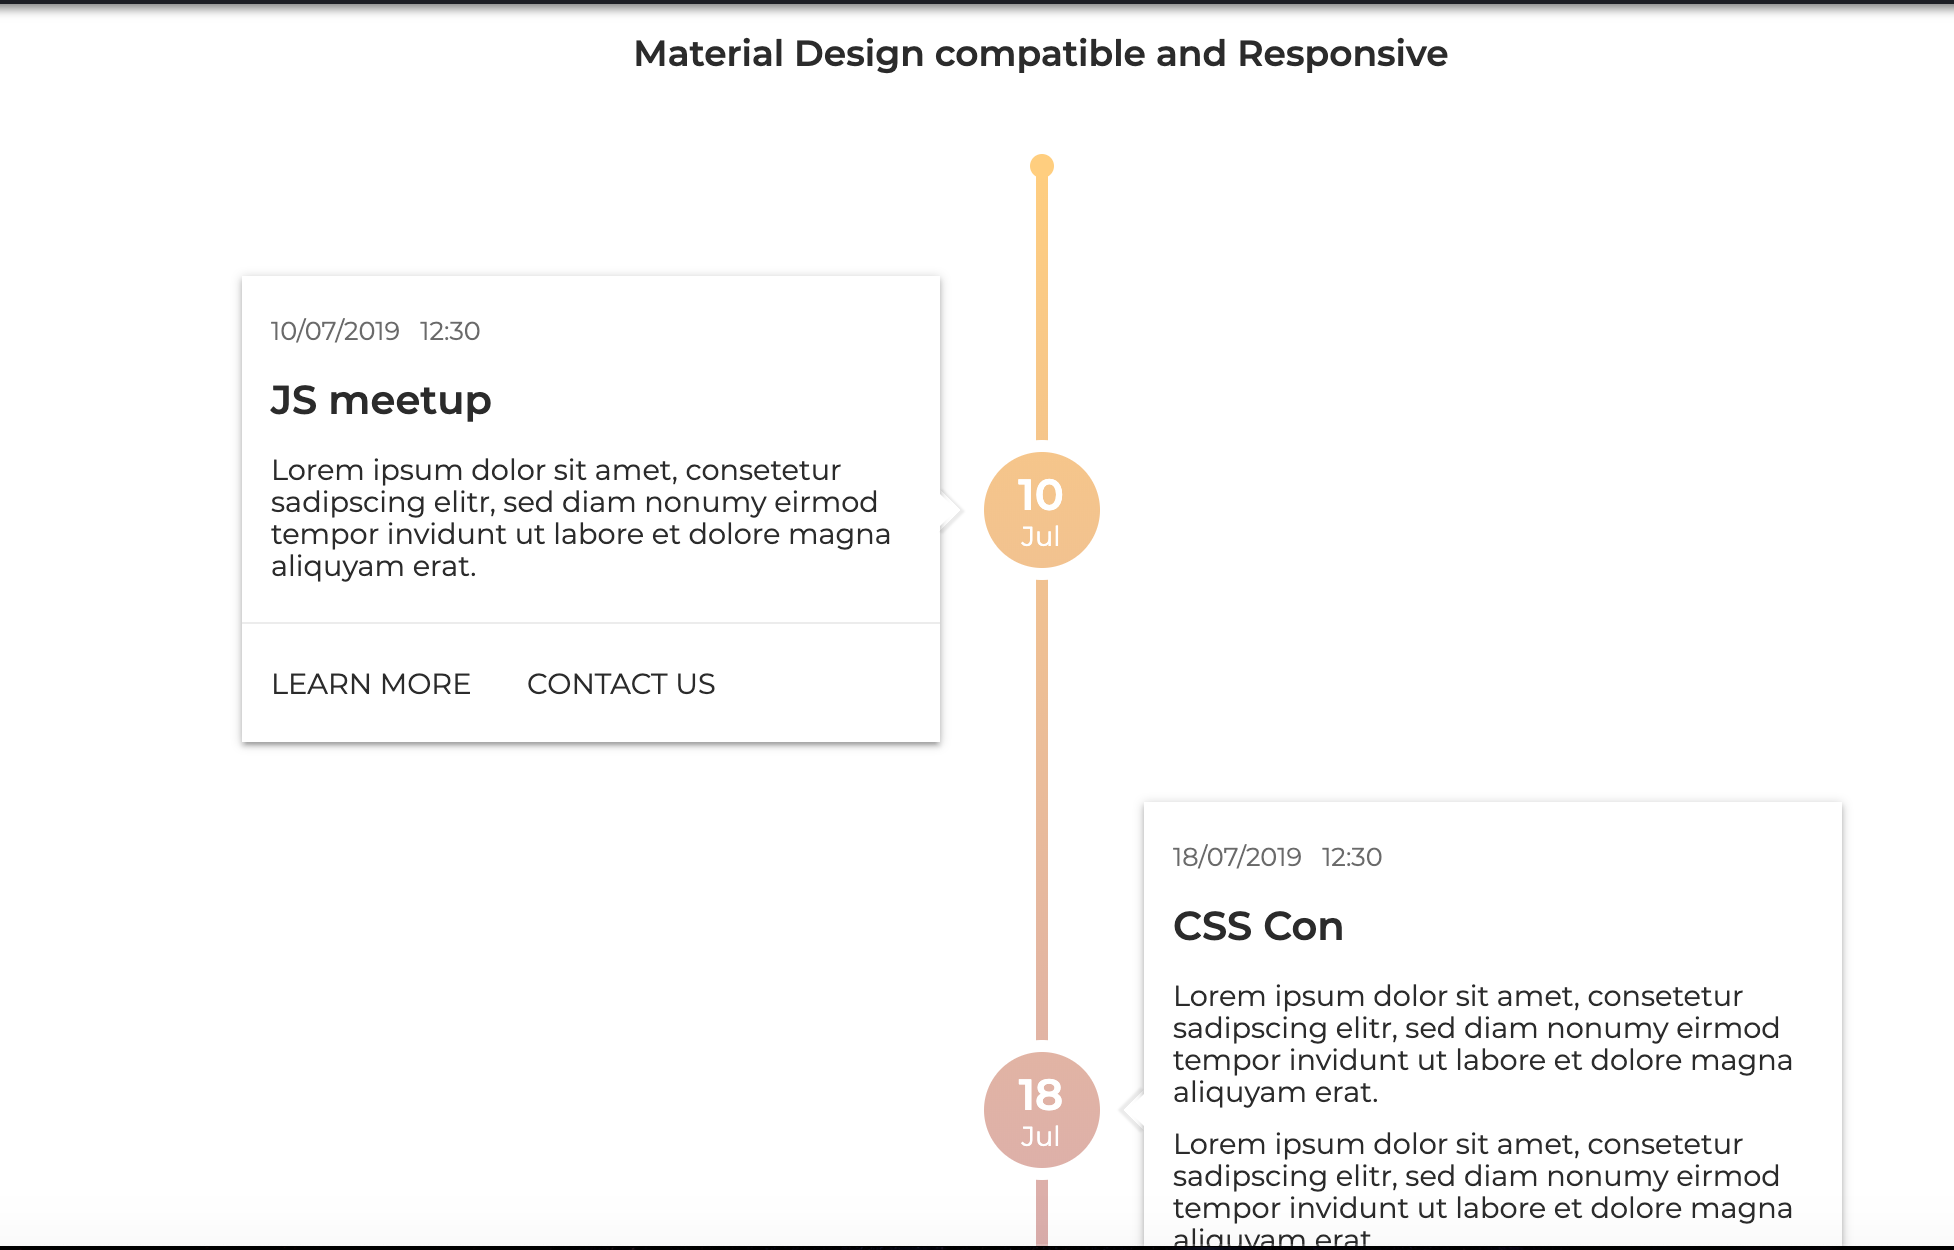 Material Design compatible and Responsive
10/07/2019 12:30
JS meetup
Lorem ipsum dolor sit amet, consetetur
sadipscing elitr, sed diam nonumy eirmod
tempor invidunt ut labore et dolore magna
aliquyam erat.
LEARN MORE CONTACT US
10
Jul
18/07/2019 12:30
CSS Con
Lorem ipsum dolor sit amet, consetetur
sadipscing elitr, sed diam nonumy eirmod
tempor invidunt ut labore et dolore magna
aliquyam erat.
Lorem ipsum dolor sit amet, consetetur
sadipscing elitr, sed diam nonumy eirmod
tempor invidunt ut labore et dolore magna
aliquyam erat
18
Jul